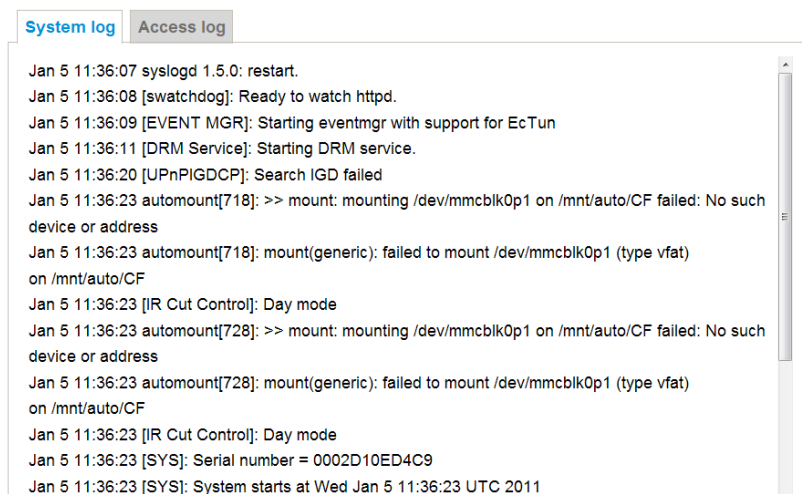 System log Access log
Jan 5 11:36:07 syslogd 1.5.0: restart.
Jan 5 11:36:08 [swatchdog]: Ready to watch httpd.
Jan 5 11:36:09 [EVENT MGR]: Starting eventmgr with support for EcTun
Jan 5 11:36:11 [DRM Service]: Starting DRM service.
Jan 5 11:36:20 [UPnPIGDCP]: Search IGD failed
Jan 5 11:36:23 automount[718]: >> mount: mounting /dev/mmcblk0p1 on /mnt/auto/CF failed: No such
device or address
Jan 5 11:36:23 automount[718]: mount(generic): failed to mount /dev/mmcblk0p1 (type vfat)
on /mnt/auto/CF
Jan 5 11:36:23 [IR Cut Control]: Day mode
Jan 5 11:36:23 automount[728]: >> mount: mounting /dev/mmcblk0p1 on /mnt/auto/CF failed: No such
device or address
Jan 5 11:36:23 automount[728]: mount(generic): failed to mount /dev/mmcblk0p1 (type vfat)
on /mnt/auto/CF
Jan 5 11:36:23 [IR Cut Control]: Day mode
Jan 5 11:36:23 [SYS]: Serial number = 0002D10ED4C9
Jan 5 11:36:23 [SYS]: System starts at Wed Jan 5 11:36:23 UTC 2011